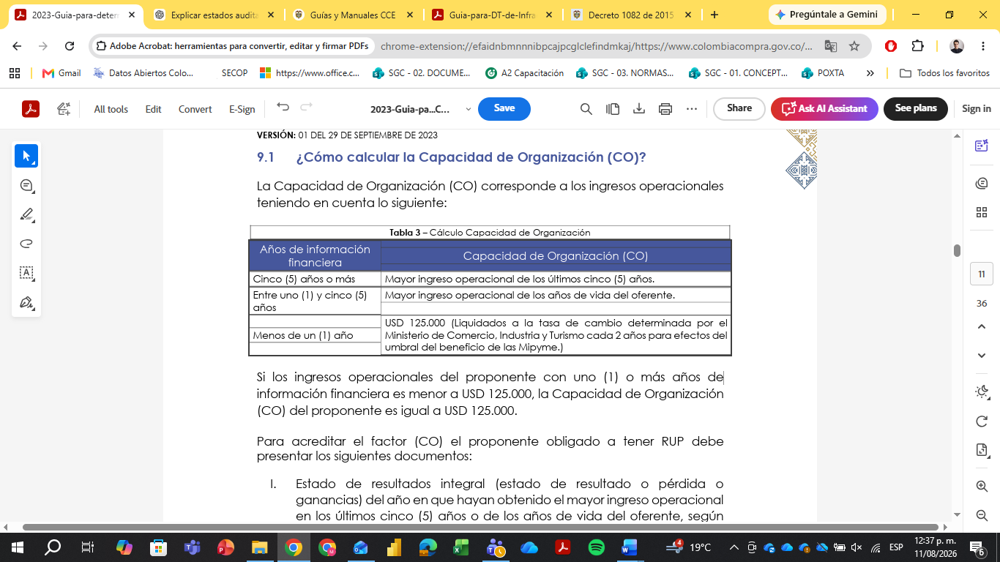 2023-Guia-para-deter
Explicar estados audita
Guías y Manuales CCE
Guia-para-DT-de-Infra
Decreto 1082 de 2015
Pregúntale a Gemini
Adobe Acrobat: herramientas para convertir, editar y firmar PDFs
chrome-extension://efaidnbmnnnibpcajpcglclefindmkaj/https://www.colombiacompra.gov.co/...
Gmail
Datos Abiertos Colo...
SECOP
https://www.office.c...
SGC - 02. DOCUME...
A2 Capacitación
SGC - 03. NORMAS...
SGC - 01. CONCEPT...
POXTA
Todos los favoritos
All tools
Edit
Convert
E-Sign
2023-Guia-pa...C...
Save
Share
Ask AI Assistant
See plans
Sign in
VERSIÓN: 01 DEL 29 DE SEPTIEMBRE DE 2023
9.1 ¿Cómo calcular la Capacidad de Organización (CO)?
La Capacidad de Organización (CO) corresponde a los ingresos operacionales
teniendo en cuenta lo siguiente:
Tabla 3 – Cálculo Capacidad de Organización
Años de información
financiera
Capacidad de Organización (CO)
Cinco (5) años o más
Mayor ingreso operacional de los últimos cinco (5) años.
Entre uno (1) y cinco (5)
años
Mayor ingreso operacional de los años de vida del oferente.
Menos de un (1) año
USD 125.000 (Liquidados a la tasa de cambio determinada por el
Ministerio de Comercio, Industria y Turismo cada 2 años para efectos del
umbral del beneficio de las Mipyme.)
Si los ingresos operacionales del proponente con uno (1) o más años de
información financiera es menor a USD 125.000, la Capacidad de Organización
(CO) del proponente es igual a USD 125.000.
Para acreditar el factor (CO) el proponente obligado a tener RUP debe
presentar los siguientes documentos:
I. Estado de resultados integral (estado de resultado o pérdida o
ganancias) del año en que hayan obtenido el mayor ingreso operacional
en los últimos cinco (5) años o de los años de vida del oferente, según
11
36
4
19°C
ESP
12:37 p. m.
11/08/2026
6